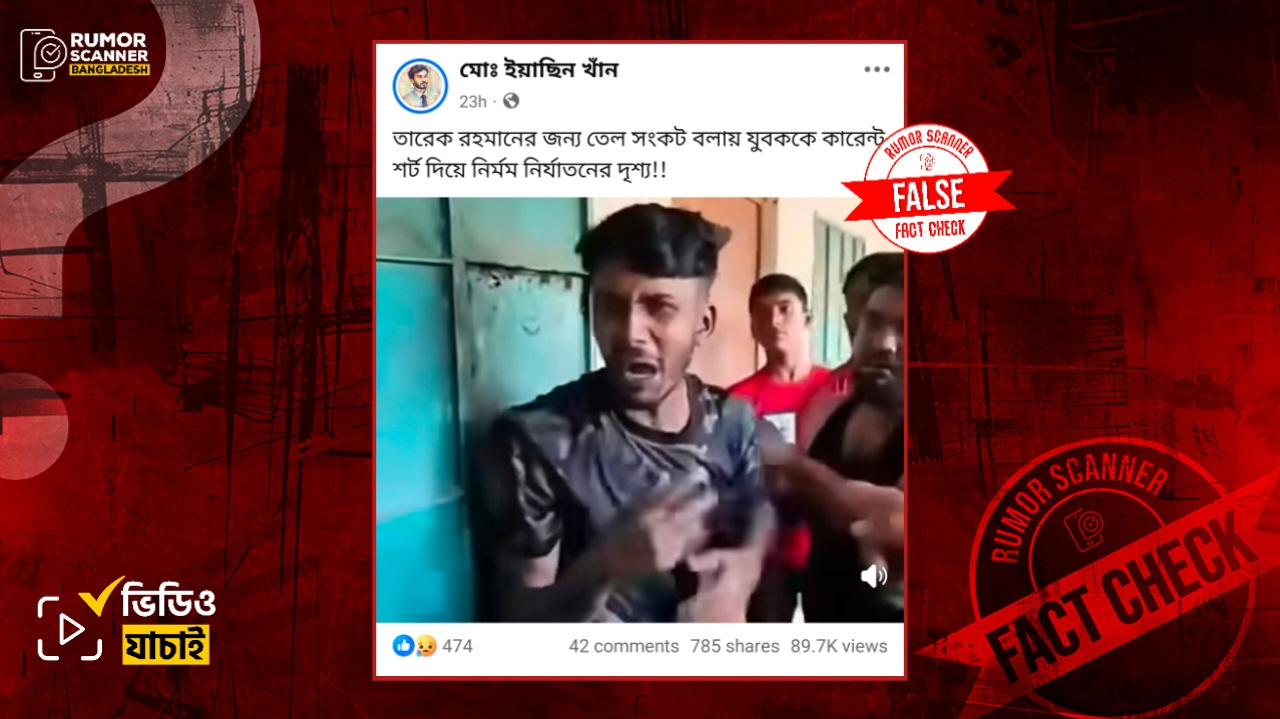 RUMOR
SCANNER
BANGLADESH
মোঃ ইয়াছিন খাঁন
23h ·
তারেক রহমানের জন্য তেল সংকট বলায় যুবককে কারেন্ট
শর্ট দিয়ে নির্মম নির্যাতনের দৃশ্য!!
RUMOR SCANNER
FALSE
FACT CHECK
474
42 comments 785 shares 89.7K views
ভিডিও
যাচাই
RUMOR SCANNER
FACT CHECK